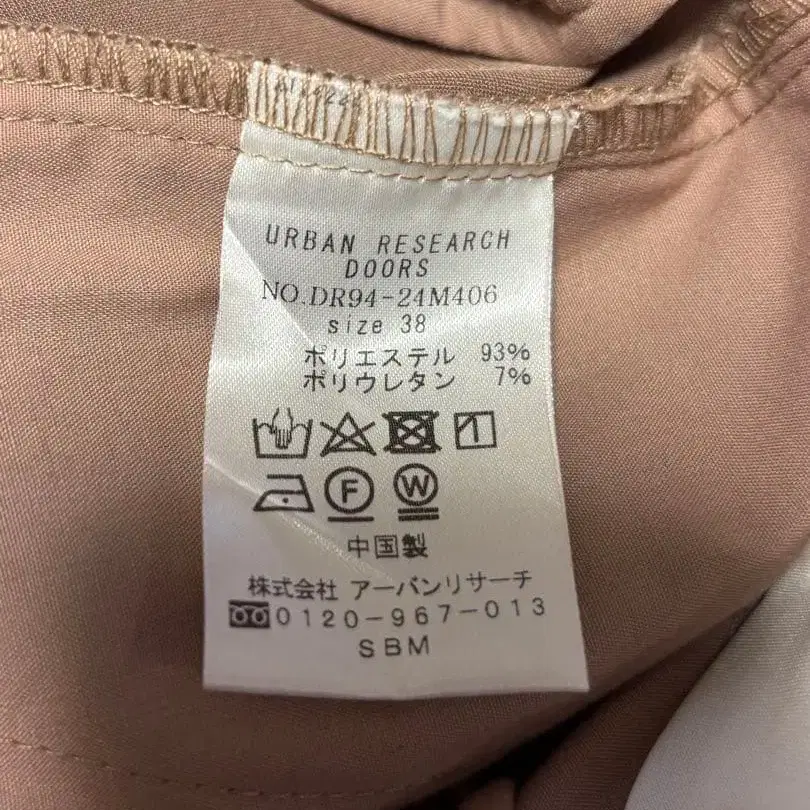 URBAN RESEARCH
DOORS
NO.DR94-24M406
size 38
ポリエステル 93%
ポリウレタン 7%
F W
中国製
株式会社 アーバンリサーチ
0120-967-013
SBM